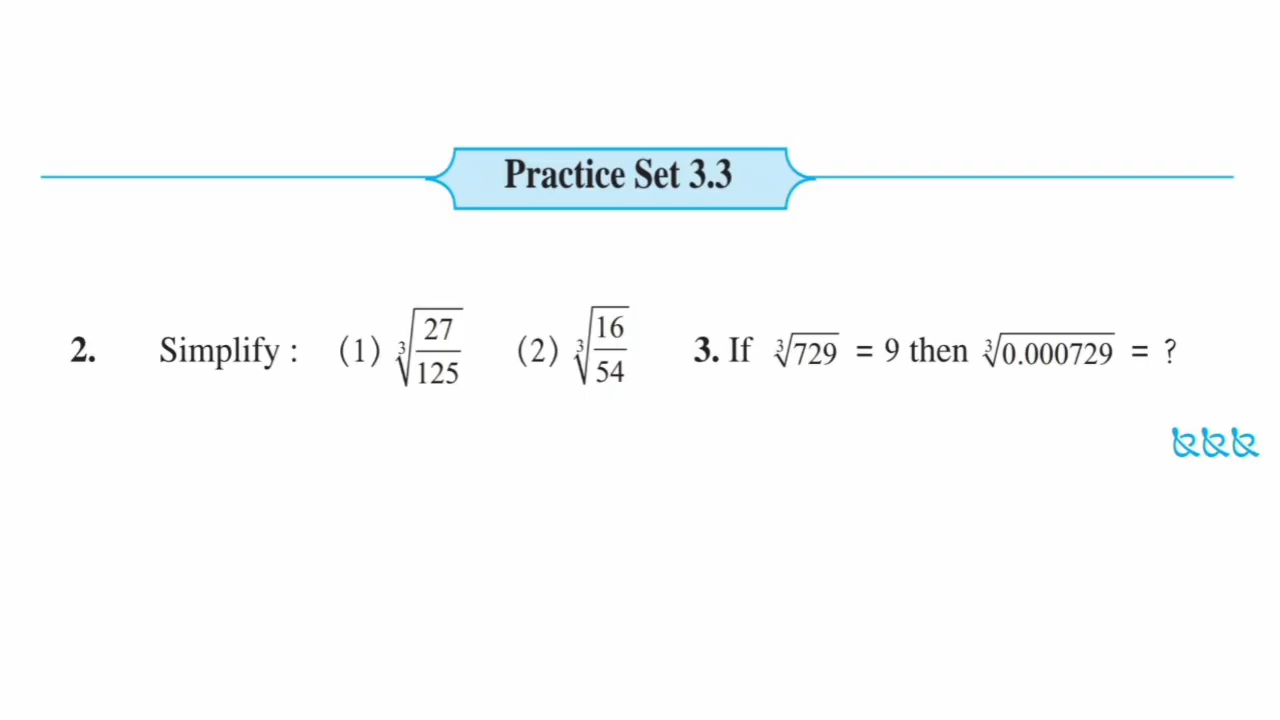 Practice Set 3.3
2. Simplify : (1) ∛(27/125) (2) ∛(16/54) 3. If ∛729 = 9 then ∛0.000729 = ?